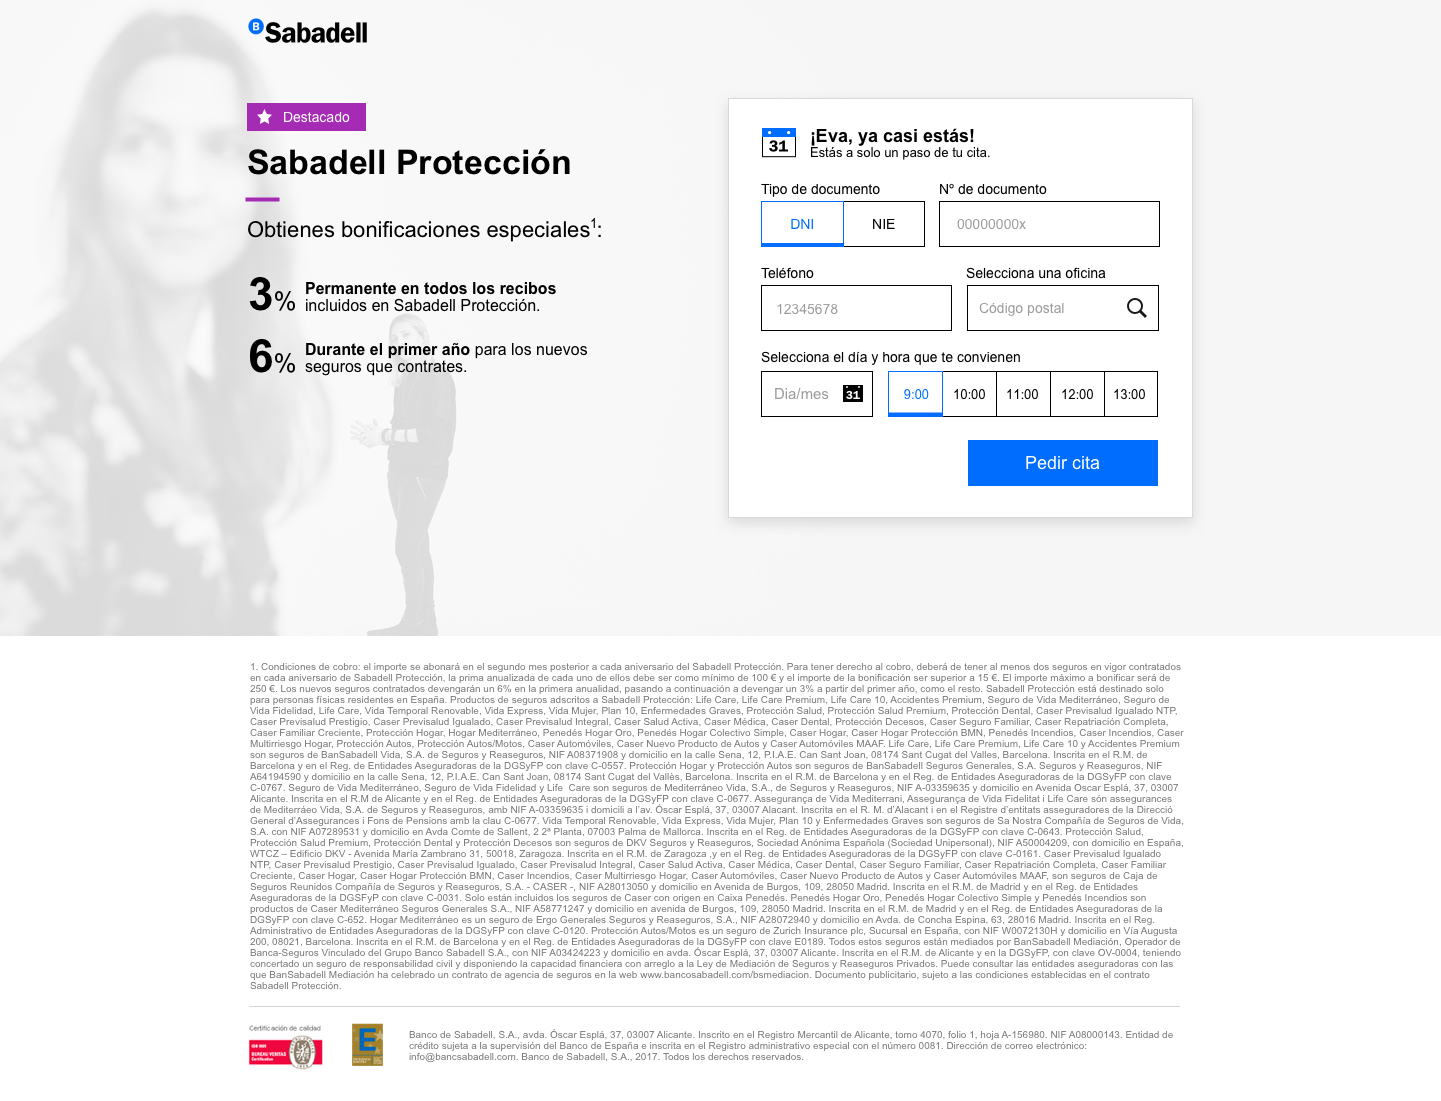 B Sabadell
Destacado
Sabadell Protección
Obtienes bonificaciones especiales1:
3% Permanente en todos los recibos
incluidos en Sabadell Protección.
6% Durante el primer año para los nuevos
seguros que contrates.
31 ¡Eva, ya casi estás!
Estás a solo un paso de tu cita.
Tipo de documento Nº de documento
DNI NIE 00000000x
Teléfono Selecciona una oficina
12345678 Código postal
Selecciona el día y hora que te convienen
Dia/mes 31 9:00 10:00 11:00 12:00 13:00
Pedir cita
1. Condiciones de cobro: el importe se abonará en el segundo mes posterior a cada aniversario del Sabadell Protección. Para tener derecho al cobro, deberá de tener al menos dos seguros en vigor contratados
en cada aniversario de Sabadell Protección, la prima anualizada de cada uno de ellos debe ser como mínimo de 100 € y el importe de la bonificación ser superior a 15 €. El importe máximo a bonificar será de
250 €. Los nuevos seguros contratados devengarán un 6% en la primera anualidad, pasando a continuación a devengar un 3% a partir del primer año, como el resto. Sabadell Protección está destinado solo
para personas físicas residentes en España. Productos de seguros adscritos a Sabadell Protección: Life Care, Life Care Premium, Life Care 10, Accidentes Premium, Seguro de Vida Mediterráneo, Seguro de
Vida Fidelidad, Life Care, Vida Temporal Renovable, Vida Express, Vida Mujer, Plan 10, Enfermedades Graves, Protección Salud, Protección Salud Premium, Protección Dental, Caser Previsalud Igualado NTP,
Caser Previsalud Prestigio, Caser Previsalud Igualado, Caser Previsalud Integral, Caser Salud Activa, Caser Médica, Caser Dental, Protección Decesos, Caser Seguro Familiar, Caser Repatriación Completa,
Caser Familiar Creciente, Protección Hogar, Hogar Mediterráneo, Penedés Hogar Oro, Penedés Hogar Colectivo Simple, Caser Hogar, Caser Hogar Protección BMN, Penedés Incendios, Caser Incendios, Caser
Multirriesgo Hogar, Protección Autos, Protección Autos/Motos, Caser Automóviles, Caser Nuevo Producto de Autos y Caser Automóviles MAAF. Life Care, Life Care Premium, Life Care 10 y Accidentes Premium
son seguros de BanSabadell Vida, S.A. de Seguros y Reaseguros, NIF A08371908 y domicilio en la calle Sena, 12, P.I.A.E. Can Sant Joan, 08174 Sant Cugat del Valles, Barcelona. Inscrita en el R.M. de
Barcelona y en el Reg. de Entidades Aseguradoras de la DGSyFP con clave C-0557. Protección Hogar y Protección Autos son seguros de BanSabadell Seguros Generales, S.A. Seguros y Reaseguros, NIF
A64194590 y domicilio en la calle Sena, 12, P.I.A.E. Can Sant Joan, 08174 Sant Cugat del Vallès, Barcelona. Inscrita en el R.M. de Barcelona y en el Reg. de Entidades Aseguradoras de la DGSyFP con clave
C-0767. Seguro de Vida Mediterráneo, Seguro de Vida Fidelidad y Life Care son seguros de Mediterráneo Vida, S.A., de Seguros y Reaseguros, NIF A-03359635 y domicilio en Avenida Oscar Esplá, 37, 03007
Alicante. Inscrita en el R.M de Alicante y en el Reg. de Entidades Aseguradoras de la DGSyFP con clave C-0677. Assegurança de Vida Mediterrani, Assegurança de Vida Fidelitat i Life Care són assegurances
de Mediterráeo Vida, S.A. de Seguros y Reaseguros, amb NIF A-03359635 i domicili a l'av. Óscar Esplá, 37, 03007 Alacant. Inscrita en el R. M. d'Alacant i en el Registre d'entitats asseguradores de la Direcció
General d'Assegurances i Fons de Pensions amb la clau C-0677. Vida Temporal Renovable, Vida Express, Vida Mujer, Plan 10 y Enfermedades Graves son seguros de Sa Nostra Compañía de Seguros de Vida,
S.A. con NIF A07289531 y domicilio en Avda Comte de Sallent, 2 2ª Planta, 07003 Palma de Mallorca. Inscrita en el Reg. de Entidades Aseguradoras de la DGSyFP con clave C-0643. Protección Salud,
Protección Salud Premium, Protección Dental y Protección Decesos son seguros de DKV Seguros y Reaseguros, Sociedad Anónima Española (Sociedad Unipersonal), NIF A50004209, con domicilio en España,
WTCZ – Edificio DKV - Avenida María Zambrano 31, 50018, Zaragoza. Inscrita en el R.M. de Zaragoza ,y en el Reg. de Entidades Aseguradoras de la DGSyFP con clave C-0161. Caser Previsalud Igualado
NTP, Caser Previsalud Prestigio, Caser Previsalud Igualado, Caser Previsalud Integral, Caser Salud Activa, Caser Médica, Caser Dental, Caser Seguro Familiar, Caser Repatriación Completa, Caser Familiar
Creciente, Caser Hogar, Caser Hogar Protección BMN, Caser Incendios, Caser Multirriesgo Hogar, Caser Automóviles, Caser Nuevo Producto de Autos y Caser Automóviles MAAF, son seguros de Caja de
Seguros Reunidos Compañía de Seguros y Reaseguros, S.A. - CASER -, NIF A28013050 y domicilio en Avenida de Burgos, 109, 28050 Madrid. Inscrita en el R.M. de Madrid y en el Reg. de Entidades
Aseguradoras de la DGSFyP con clave C-0031. Solo están incluidos los seguros de Caser con origen en Caixa Penedés. Penedés Hogar Oro, Penedés Hogar Colectivo Simple y Penedés Incendios son
productos de Caser Mediterráneo Seguros Generales S.A., NIF A58771247 y domicilio en avenida de Burgos, 109, 28050 Madrid. Inscrita en el R.M. de Madrid y en el Reg. de Entidades Aseguradoras de la
DGSyFP con clave C-652. Hogar Mediterráneo es un seguro de Ergo Generales Seguros y Reaseguros, S.A., NIF A28072940 y domicilio en Avda. de Concha Espina, 63, 28016 Madrid. Inscrita en el Reg.
Administrativo de Entidades Aseguradoras de la DGSyFP con clave C-0120. Protección Autos/Motos es un seguro de Zurich Insurance plc, Sucursal en España, con NIF W0072130H y domicilio en Vía Augusta
200, 08021, Barcelona. Inscrita en el R.M. de Barcelona y en el Reg. de Entidades Aseguradoras de la DGSyFP con clave E0189. Todos estos seguros están mediados por BanSabadell Mediación, Operador de
Banca-Seguros Vinculado del Grupo Banco Sabadell S.A., con NIF A03424223 y domicilio en avda. Óscar Esplá, 37, 03007 Alicante. Inscrita en el R.M. de Alicante y en la DGSyFP, con clave OV-0004, teniendo
concertado un seguro de responsabilidad civil y disponiendo la capacidad financiera con arreglo a la Ley de Mediación de Seguros y Reaseguros Privados. Puede consultar las entidades aseguradoras con las
que BanSabadell Mediación ha celebrado un contrato de agencia de seguros en la web www.bancosabadell.com/bsmediacion. Documento publicitario, sujeto a las condiciones establecidas en el contrato
Sabadell Protección.
Certificación de calidad
BUREAU VERITAS
Certification
E
Banco de Sabadell, S.A., avda. Óscar Esplá, 37, 03007 Alicante. Inscrito en el Registro Mercantil de Alicante, tomo 4070, folio 1, hoja A-156980. NIF A08000143. Entidad de
crédito sujeta a la supervisión del Banco de España e inscrita en el Registro administrativo especial con el número 0081. Dirección de correo electrónico:
info@bancsabadell.com. Banco de Sabadell, S.A., 2017. Todos los derechos reservados.